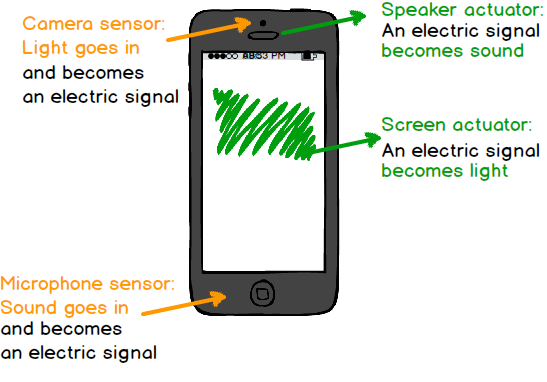 Camera sensor:
Light goes in
and becomes
an electric signal
Speaker actuator:
An electric signal
becomes sound
PM
Screen actuator:
An electric signal
becomes light
Microphone sensor:
Sound goes in
and becomes
an electric signal